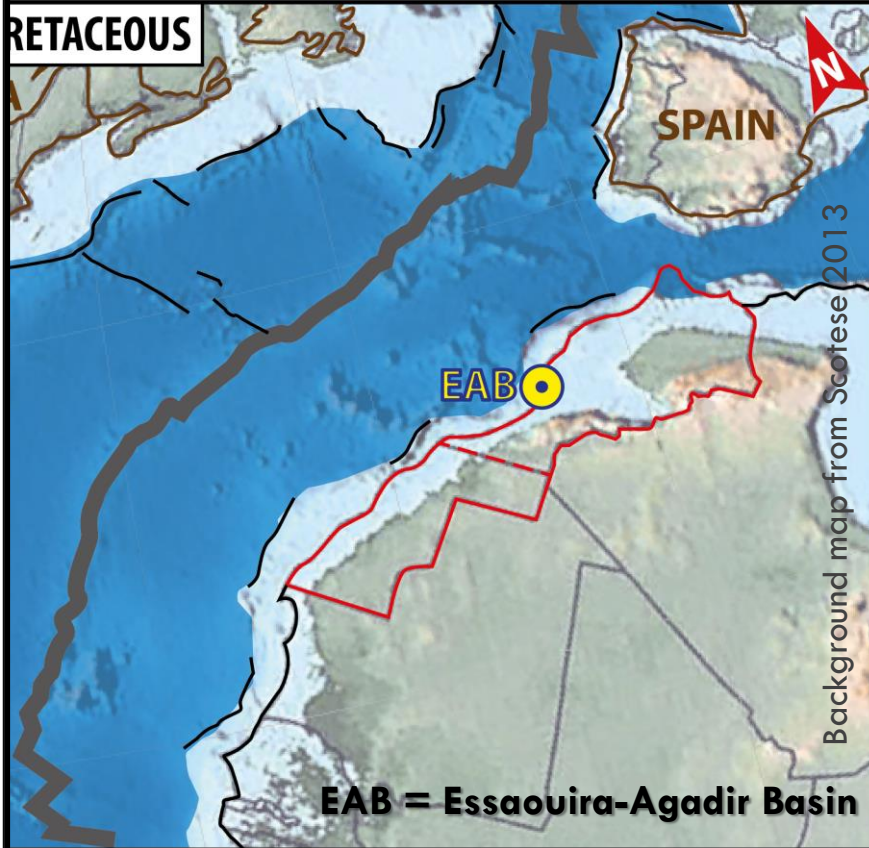 RETACEOUS
N
SPAIN
A
EAB
Background map from Scotese 2013
EAB = Essaouira-Agadir Basin